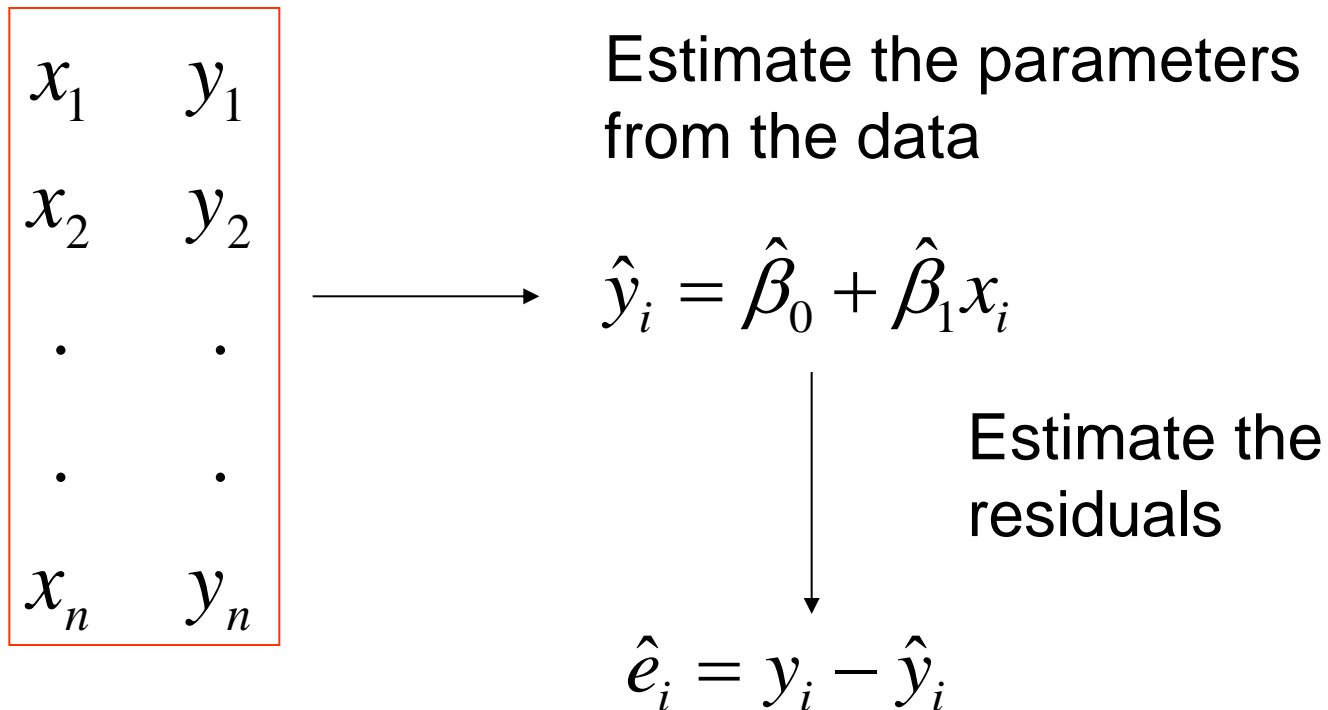 x₁ y₁
x₂ y₂
. .
. .
xₙ yₙ
Estimate the parameters
from the data
ŷᵢ = β̂₀ + β̂₁xᵢ
Estimate the
residuals
êᵢ = yᵢ − ŷᵢ